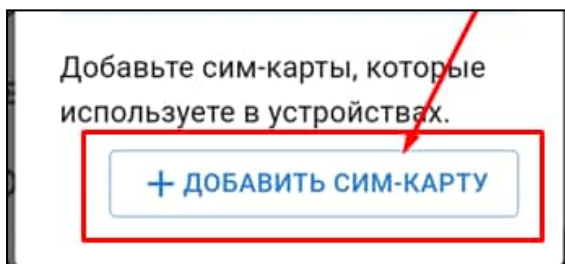 Добавьте сим-карты, которые
используете в устройствах.
+ ДОБАВИТЬ СИМ-КАРТУ